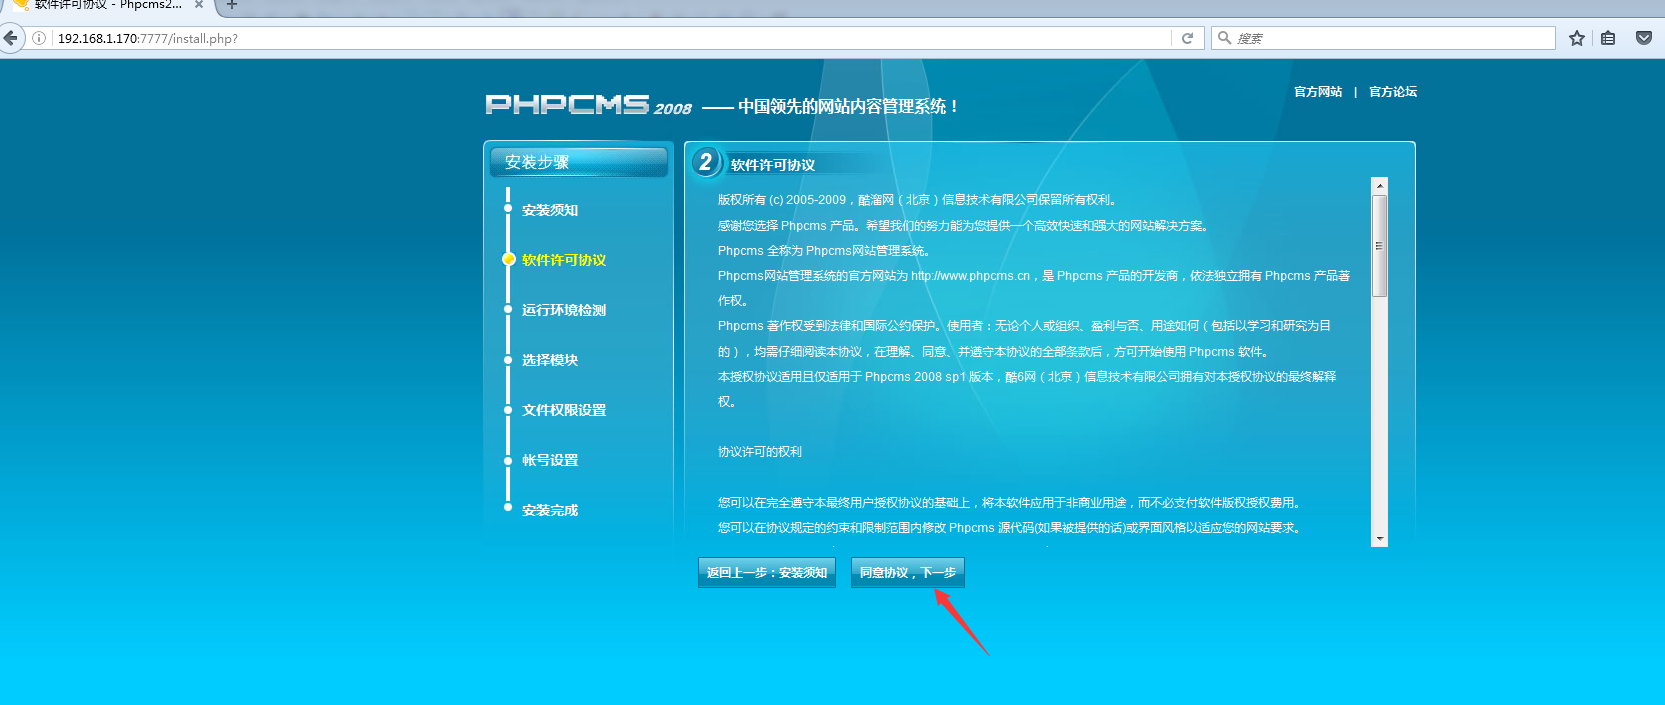 软件许可协议 - Phpcms2...
192.168.1.170:7777/install.php?
搜索
PHPCMS 2008 —— 中国领先的网站内容管理系统！
官方网站 | 官方论坛
安装步骤
安装须知
软件许可协议
运行环境检测
选择模块
文件权限设置
帐号设置
安装完成
2 软件许可协议
版权所有 (c) 2005-2009，酷溜网（北京）信息技术有限公司保留所有权利。
感谢您选择 Phpcms 产品。希望我们的努力能为您提供一个高效快速和强大的网站解决方案。
Phpcms 全称为 Phpcms网站管理系统。
Phpcms网站管理系统的官方网站为 http://www.phpcms.cn，是 Phpcms 产品的开发商，依法独立拥有 Phpcms 产品著
作权。
Phpcms 著作权受到法律和国际公约保护。使用者：无论个人或组织、盈利与否、用途如何（包括以学习和研究为目
的），均需仔细阅读本协议，在理解、同意、并遵守本协议的全部条款后，方可开始使用 Phpcms 软件。
本授权协议适用且仅适用于 Phpcms 2008 sp1 版本，酷6网（北京）信息技术有限公司拥有对本授权协议的最终解释
权。
协议许可的权利
您可以在完全遵守本最终用户授权协议的基础上，将本软件应用于非商业用途，而不必支付软件版权授权费用。
您可以在协议规定的约束和限制范围内修改 Phpcms 源代码(如果被提供的话)或界面风格以适应您的网站要求。
返回上一步：安装须知
同意协议，下一步